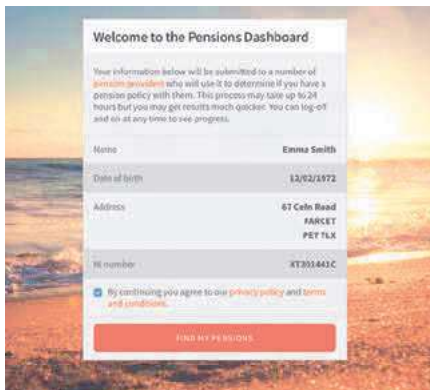 Welcome to the Pensions Dashboard
Your information below will be submitted to a number of
pension providers who will use it to determine if you have a
pension policy with them. This process may take up to 24
hours but you may get results much quicker. You can log-off
and on at any time to see progress.
Name Emma Smith
Date of birth 12/02/1972
Address 67 Celn Road
FARCET
PE7 7LX
NI number XT301441C
By continuing you agree to our privacy policy and terms
and conditions.
FIND MY PENSIONS